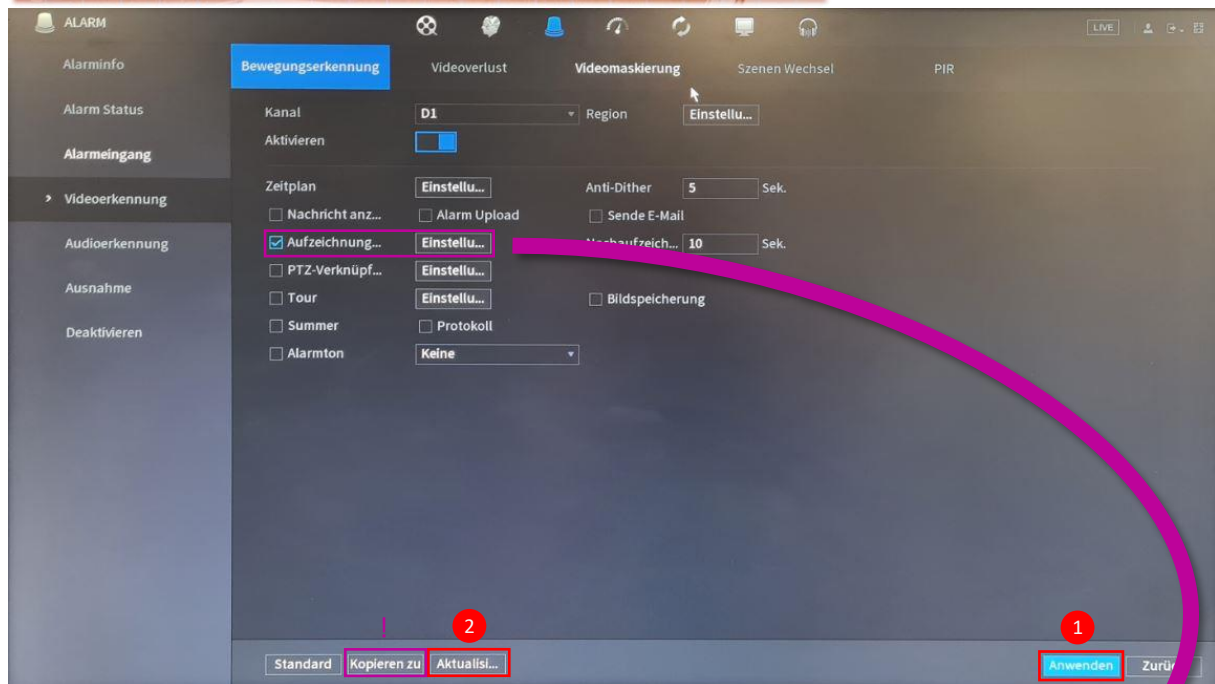 ALARM
LIVE
Alarminfo
Alarm Status
Alarmeingang
Videoerkennung
Audioerkennung
Ausnahme
Deaktivieren
Bewegungserkennung Videoverlust Videomaskierung Szenen Wechsel PIR
Kanal D1 Region Einstellu...
Aktivieren
Zeitplan Einstellu... Anti-Dither 5 Sek.
Nachricht anz... Alarm Upload Sende E-Mail
Aufzeichnung... Einstellu... 10 Sek.
PTZ-Verknüpf... Einstellu...
Tour Einstellu... Bildspeicherung
Summer Protokoll
Alarmton Keine
! 2 1
Standard Kopieren zu Aktualisi... Anwenden